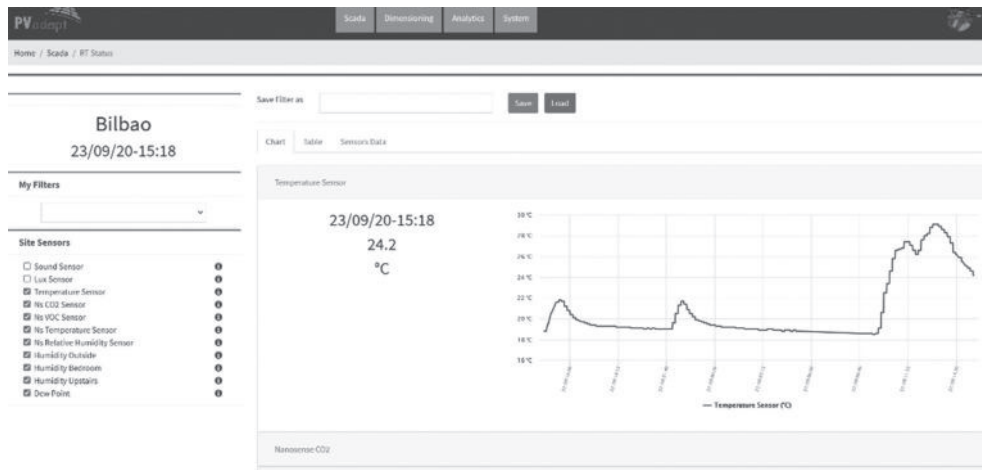 PVadapt
Scada Dimensioning Analytics System
Home / Scada / RT Status
Bilbao
23/09/20-15:18
My Filters
Site Sensors
Sound Sensor
Lux Sensor
Temperature Sensor
Ns CO2 Sensor
Ns VOC Sensor
Ns Temperature Sensor
Ns Relative Humidity Sensor
Humidity Outside
Humidity Bedroom
Humidity Upstairs
Dew Point
Save Filter as
Save Load
Chart Table Sensors Data
Temperature Sensor
23/09/20-15:18
24.2
°C
30 °C
28 °C
26 °C
24 °C
22 °C
20 °C
18 °C
16 °C
Temperature Sensor (°C)
Nanosense CO2